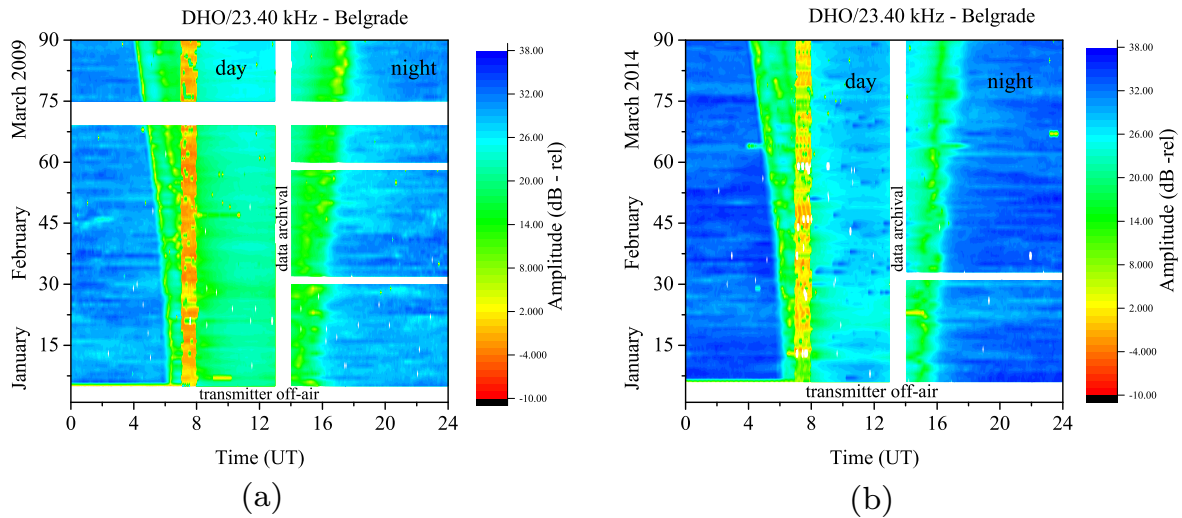 DHO/23.40 kHz - Belgrade
90
75
60
45
30
15
March 2009
February
January
day
night
data archival
transmitter off-air
0
4
8
12
16
20
24
Time (UT)
38.00
32.00
26.00
20.00
14.00
8.000
2.000
-4.000
-10.00
Amplitude (dB - rel)
(a)
DHO/23.40 kHz - Belgrade
90
75
60
45
30
15
March 2014
February
January
day
night
data archival
transmitter off-air
0
4
8
12
16
20
24
Time (UT)
38.00
32.00
26.00
20.00
14.00
8.000
2.000
-4.000
-10.00
Amplitude (dB -rel)
(b)